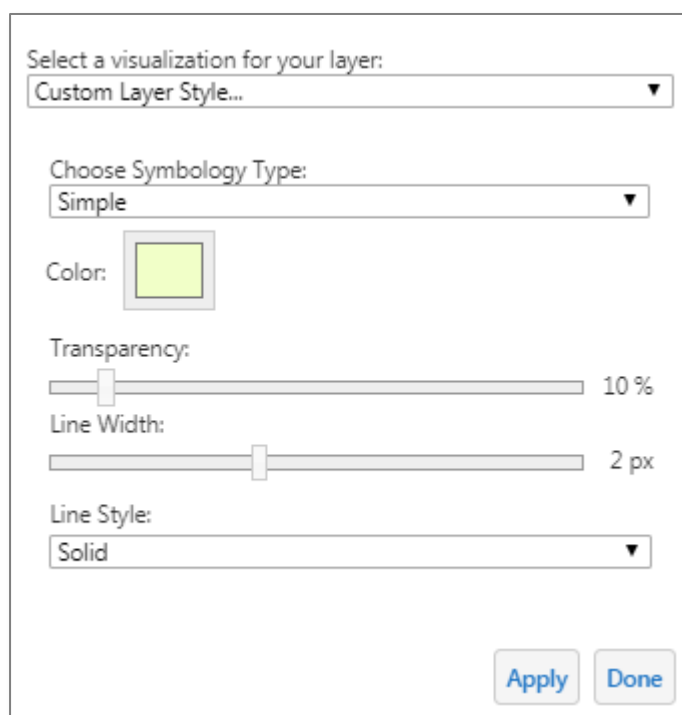 Select a visualization for your layer:
Custom Layer Style...
Choose Symbology Type:
Simple
Color:
Transparency:
10 %
Line Width:
2 px
Line Style:
Solid
Apply Done